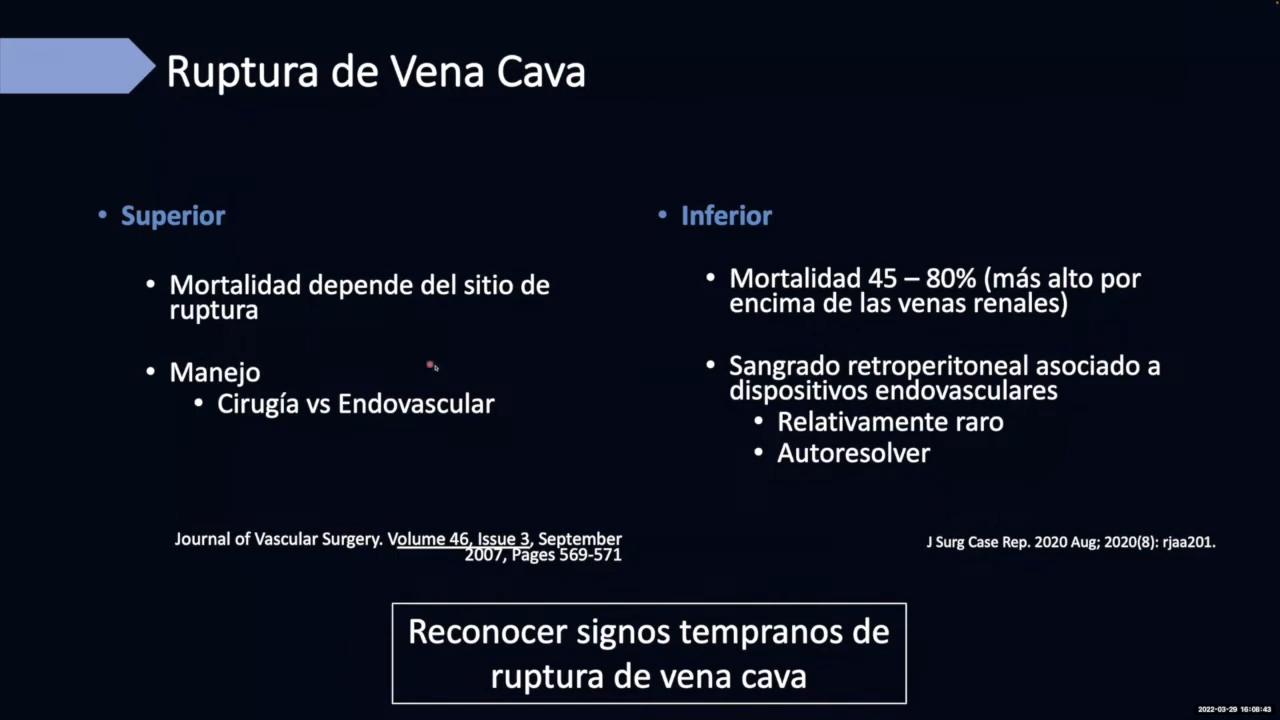 Ruptura de Vena Cava
• Superior
• Mortalidad depende del sitio de
ruptura
• Manejo
• Cirugía vs Endovascular
Journal of Vascular Surgery. Volume 46, Issue 3, September
2007, Pages 569-571
• Inferior
• Mortalidad 45 – 80% (más alto por
encima de las venas renales)
• Sangrado retroperitoneal asociado a
dispositivos endovasculares
• Relativamente raro
• Autoresolver
J Surg Case Rep. 2020 Aug; 2020(8): rjaa201.
Reconocer signos tempranos de
ruptura de vena cava
2022-03-29 16:08:43